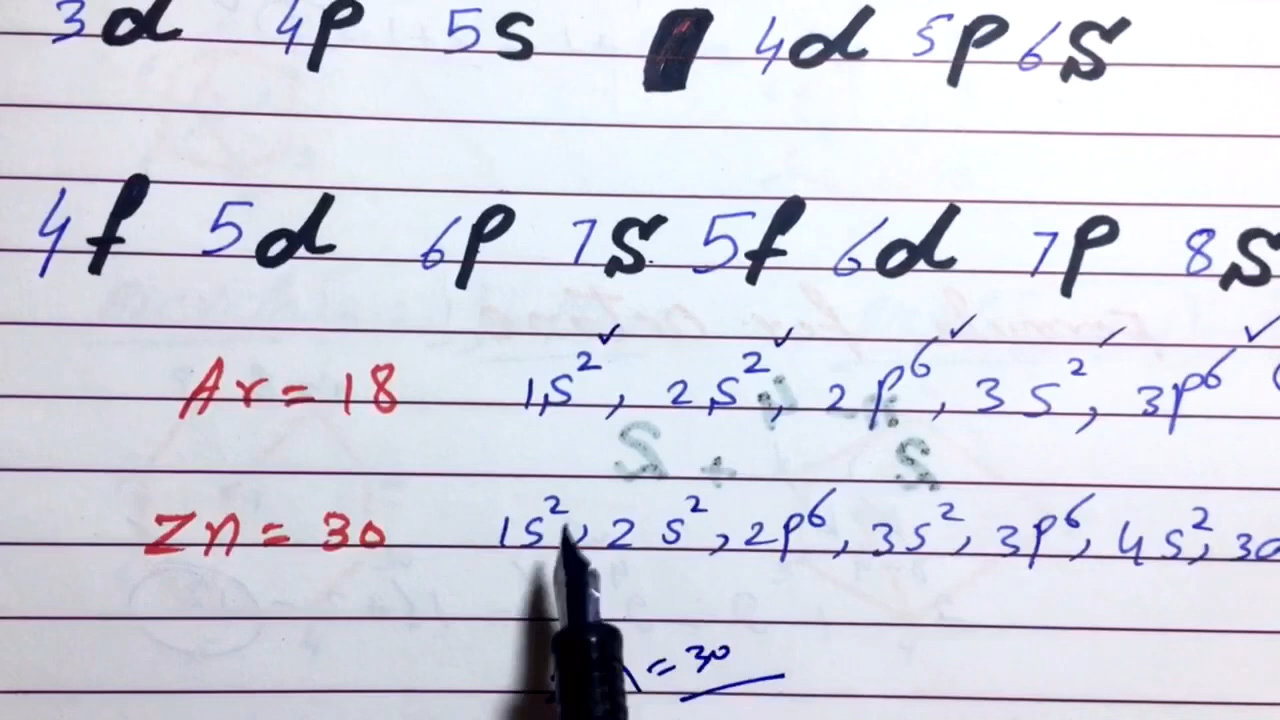 3d 4p 5s 4d 5p 6s
4f 5d 6p 7s 5f 6d 7p 8s
Ar = 18 1s², 2s², 2p⁶, 3s², 3p⁶
Zn = 30 1s², 2s², 2p⁶, 3s², 3p⁶, 4s², 3d
= 30